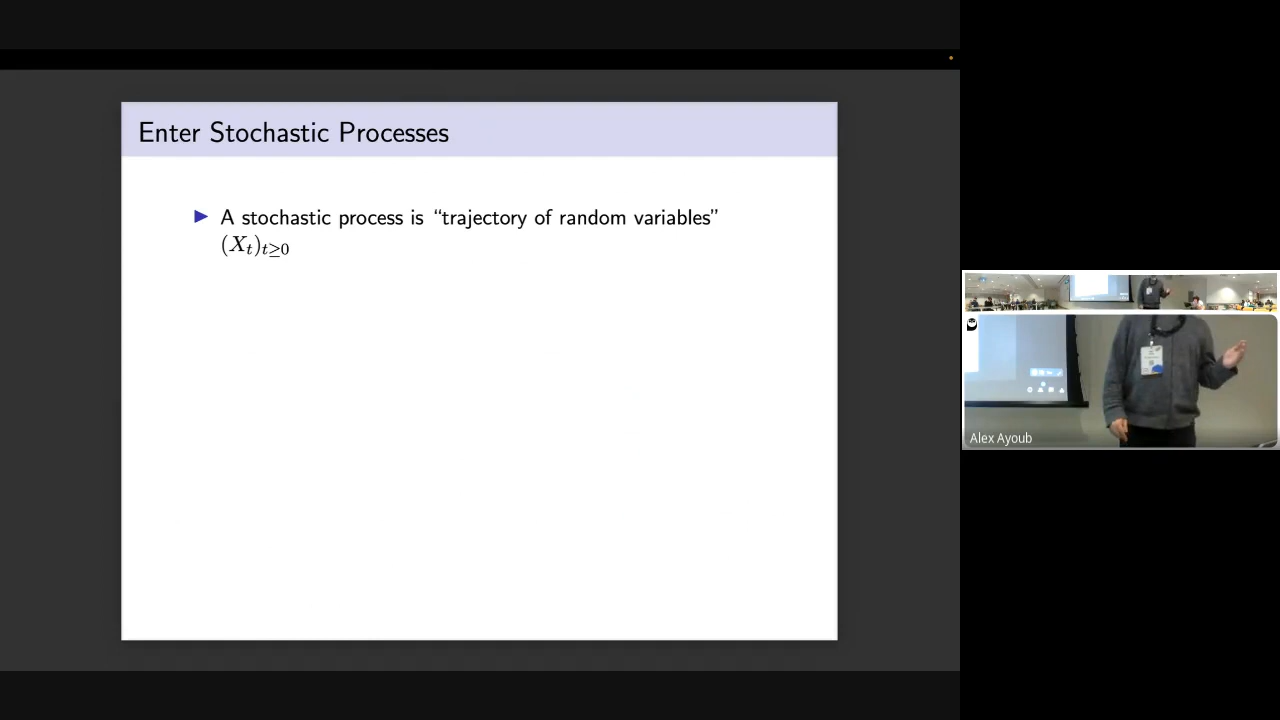 Enter Stochastic Processes
▶ A stochastic process is “trajectory of random variables”
(X_t)_{t≥0}
Alex Ayoub